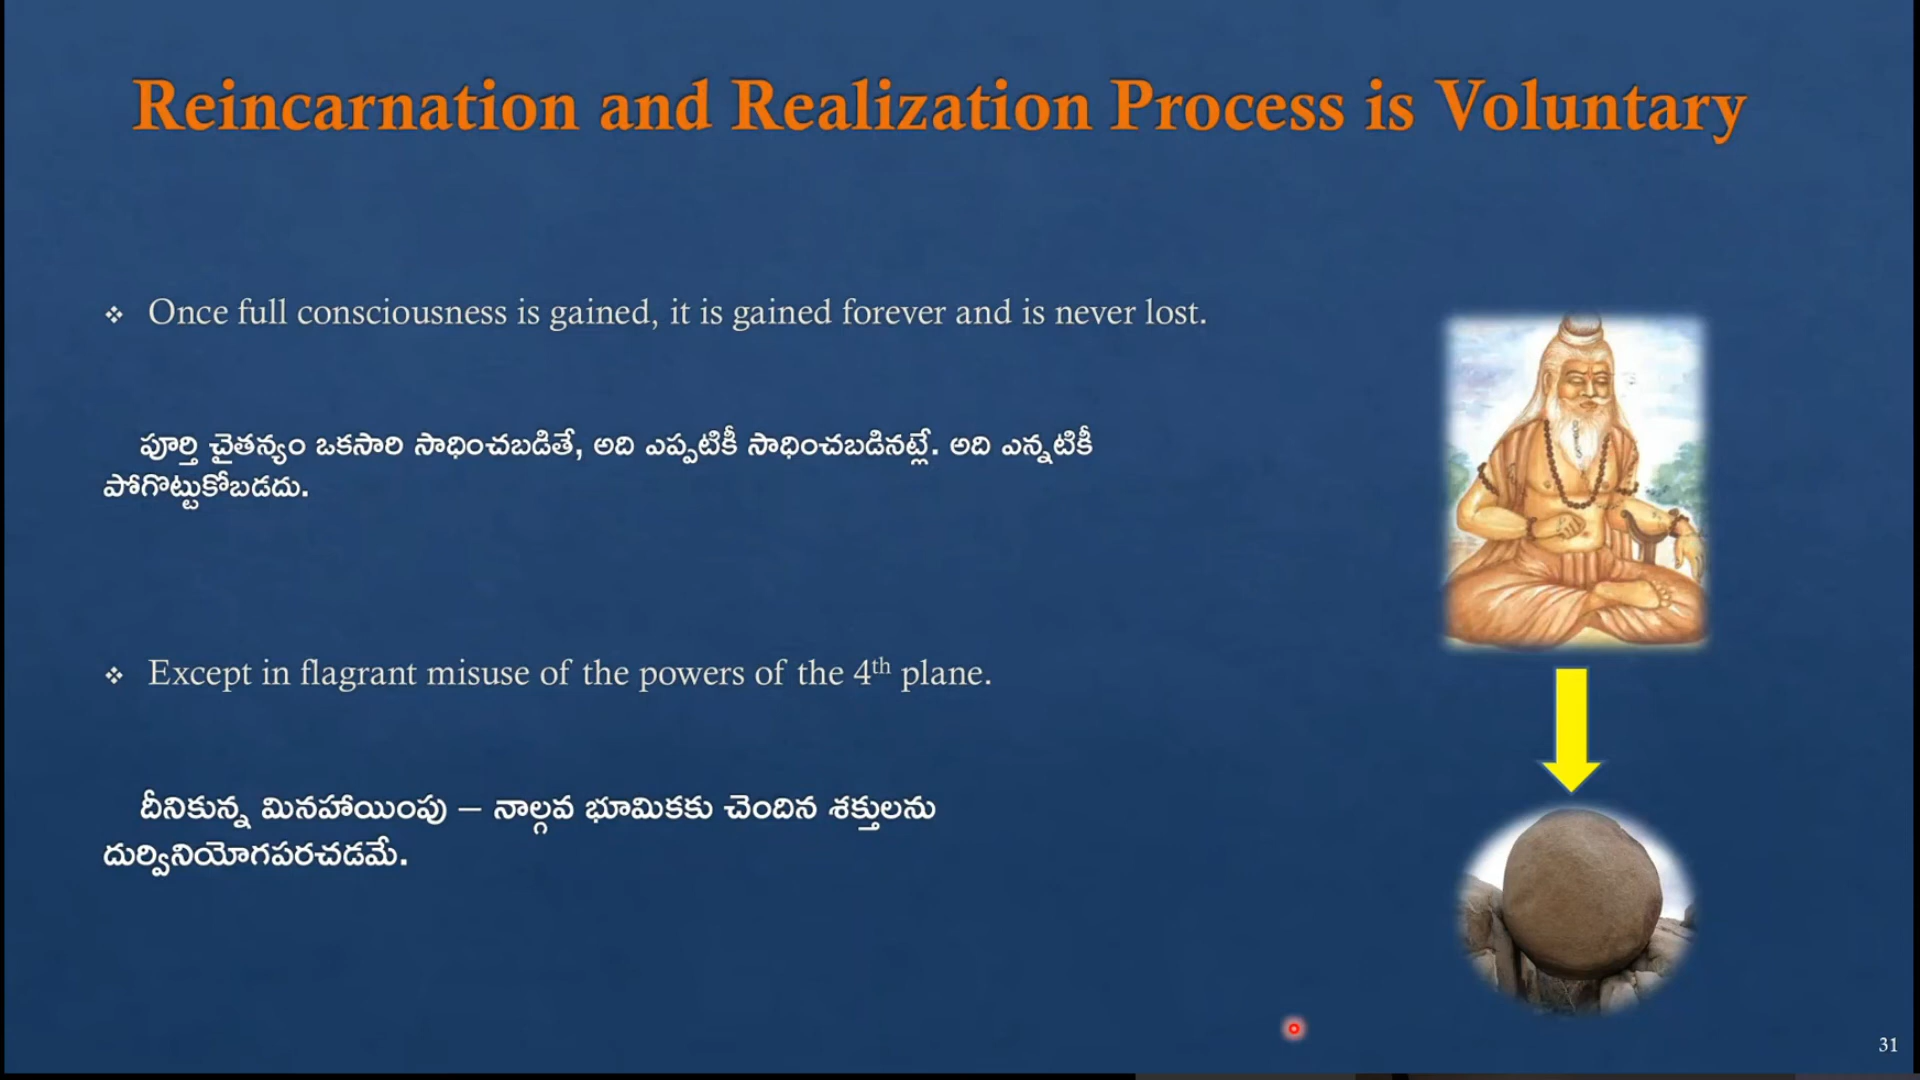 Reincarnation and Realization Process is Voluntary
❖ Once full consciousness is gained, it is gained forever and is never lost.
పూర్తి చైతన్యం ఒకసారి సాధించబడితే, అది ఎప్పటికీ సాధించబడినట్లే. అది ఎన్నటికీ
పోగొట్టుకోబడదు.
❖ Except in flagrant misuse of the powers of the 4th plane.
దీనికున్న మినహాయింపు – నాల్గవ భూమికకు చెందిన శక్తులను
దుర్వినియోగపరచడమే.
31